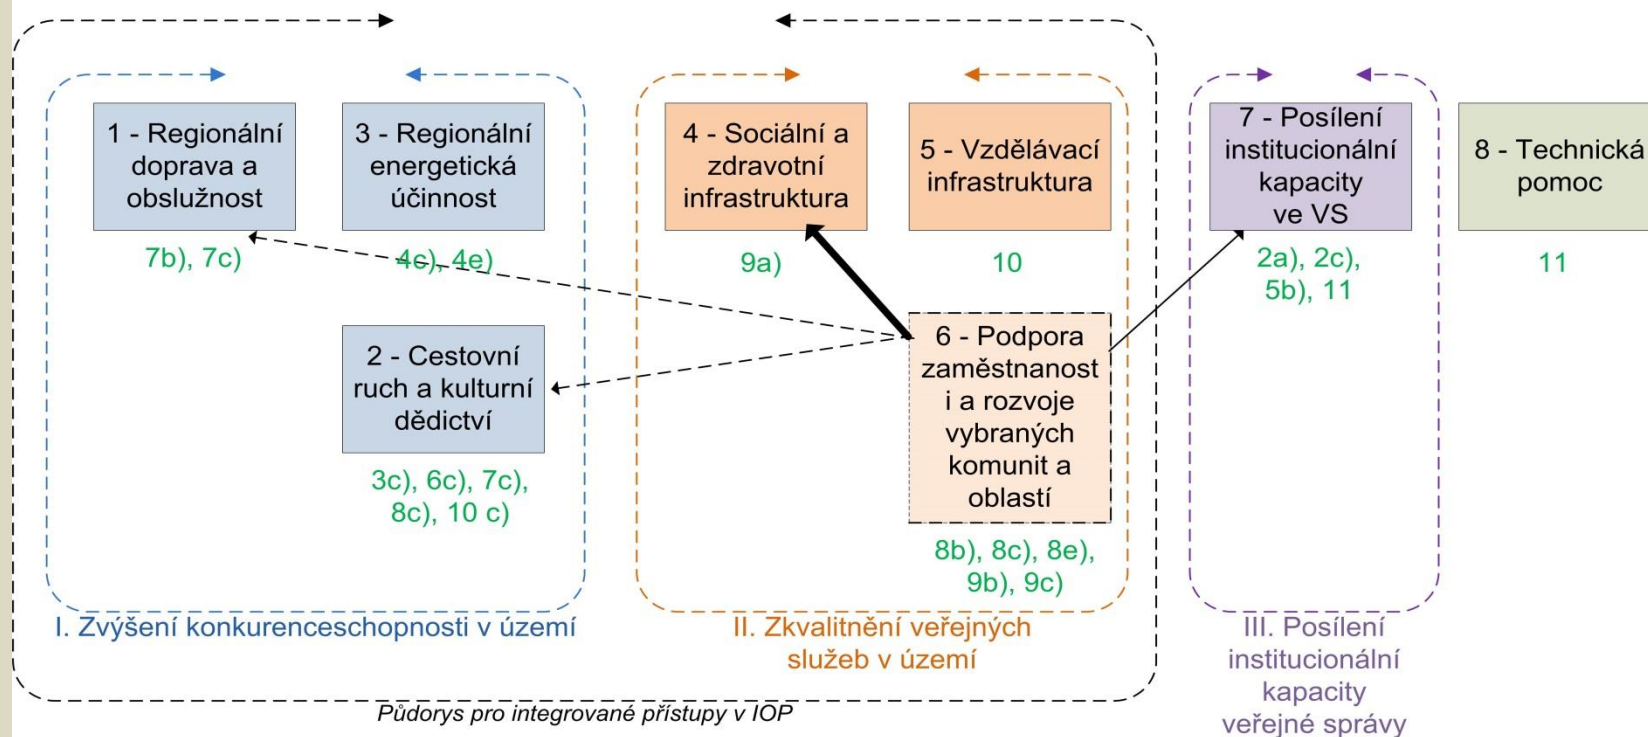 1 - Regionální
doprava a
obslužnost
7b), 7c)
3 - Regionální
energetická
účinnost
4c), 4e)
2 - Cestovní
ruch a kulturní
dědictví
3c), 6c), 7c),
8c), 10 c)
I. Zvýšení konkurenceschopnosti v území
4 - Sociální a
zdravotní
infrastruktura
9a)
5 - Vzdělávací
infrastruktura
10
6 - Podpora
zaměstnanost
i a rozvoje
vybraných
komunit a
oblastí
8b), 8c), 8e),
9b), 9c)
II. Zkvalitnění veřejných
služeb v území
7 - Posílení
institucionální
kapacity
ve VS
2a), 2c),
5b), 11
III. Posílení
institucionální
kapacity
veřejné správy
8 - Technická
pomoc
11
Půdorys pro integrované přístupy v IOP